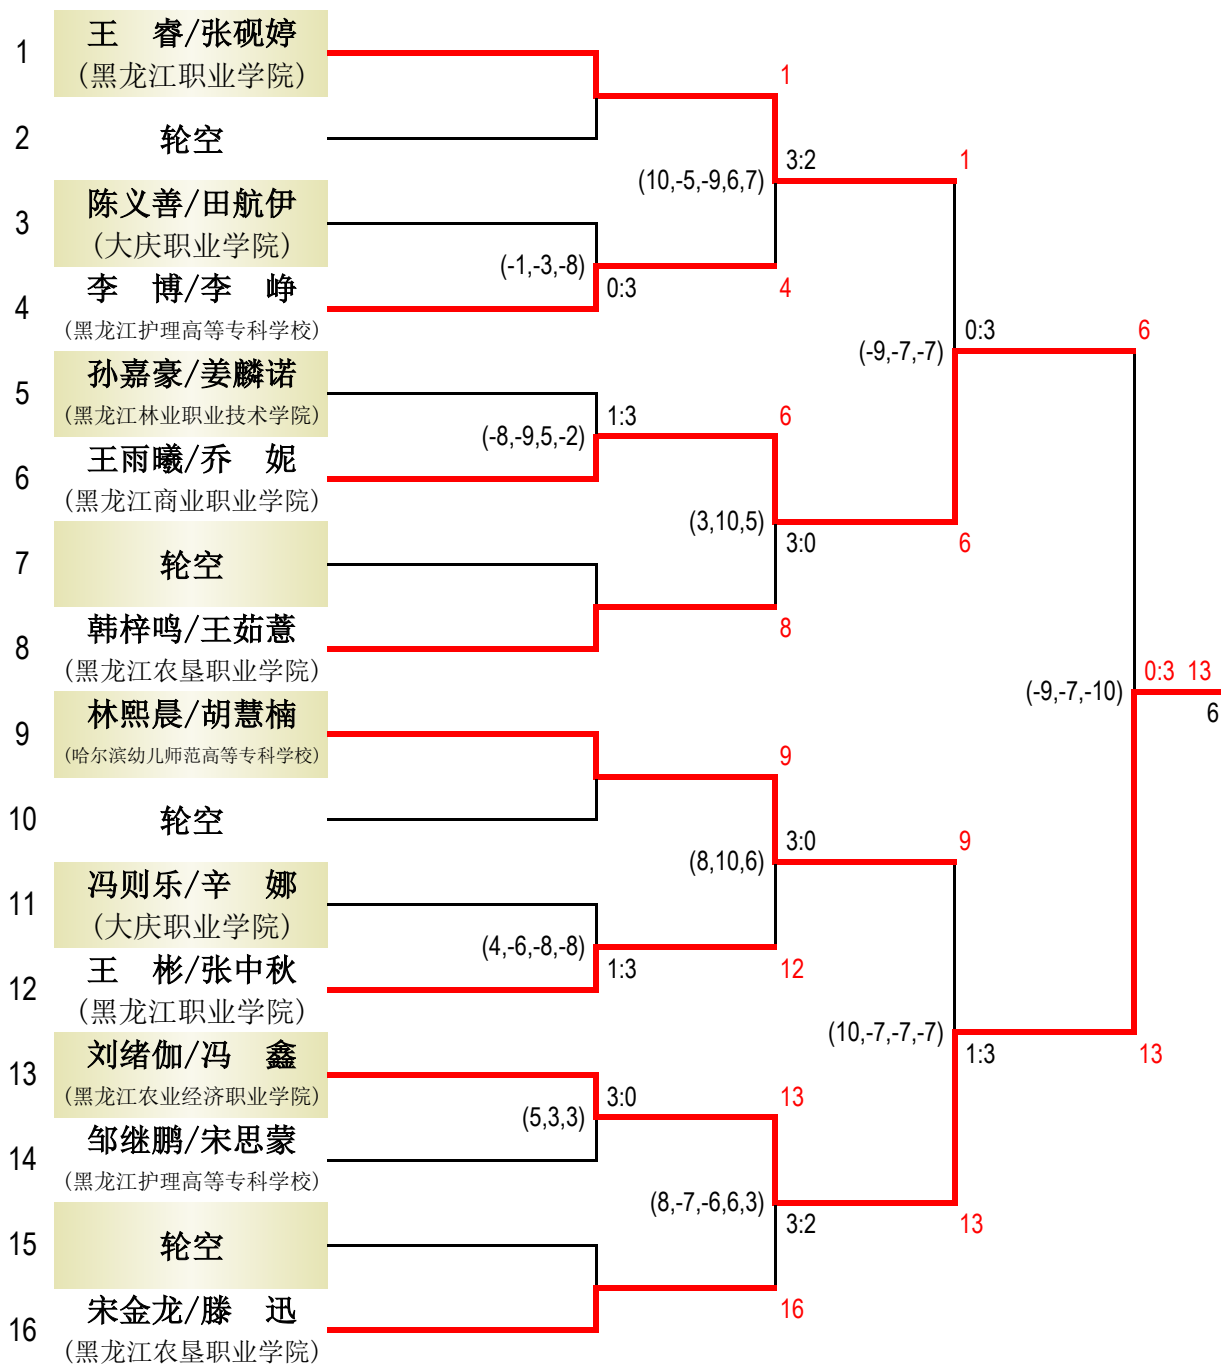 1
王　睿/张砚婷
(黑龙江职业学院)
2
轮空
3
陈义善/田航伊
(大庆职业学院)
4
李　博/李　峥
(黑龙江护理高等专科学校)
5
孙嘉豪/姜麟诺
(黑龙江林业职业技术学院)
6
王雨曦/乔　妮
(黑龙江商业职业学院)
7
轮空
8
韩梓鸣/王茹薏
(黑龙江农垦职业学院)
9
林熙晨/胡慧楠
(哈尔滨幼儿师范高等专科学校)
10
轮空
11
冯则乐/辛　娜
(大庆职业学院)
12
王　彬/张中秋
(黑龙江职业学院)
13
刘绪伽/冯　鑫
(黑龙江农业经济职业学院)
14
邹继鹏/宋思蒙
(黑龙江护理高等专科学校)
15
轮空
16
宋金龙/滕　迅
(黑龙江农垦职业学院)
(-1,-3,-8)
0:3
1:3
(-8,-9,5,-2)
(4,-6,-8,-8)
1:3
3:0
(5,3,3)
1
3:2
(10,-5,-9,6,7)
4
6
(3,10,5)
3:0
8
9
3:0
(8,10,6)
12
13
(8,-7,-6,6,3)
3:2
16
1
0:3
(-9,-7,-7)
6
9
(10,-7,-7,-7)
1:3
13
6
0:3 13
(-9,-7,-10)
6
13